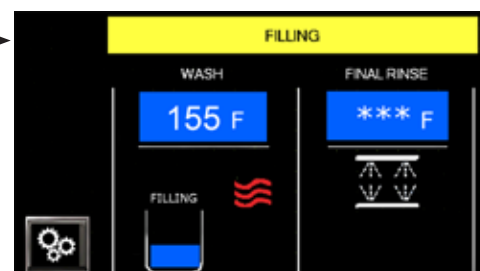 FILLING
WASH
FINAL RINSE
155 F
*** F
FILLING